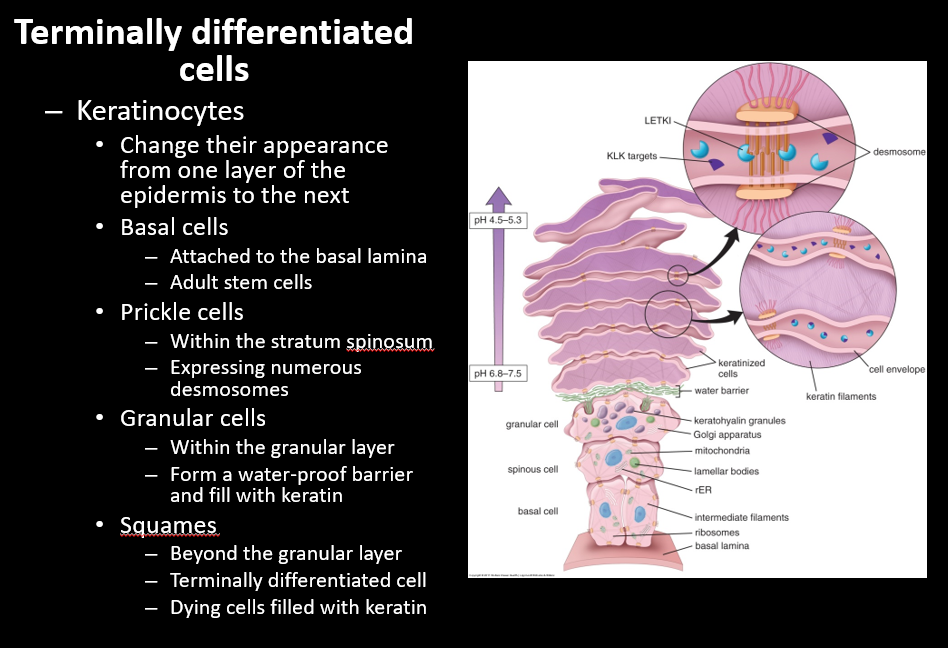 Terminally differentiated
cells
– Keratinocytes
• Change their appearance
from one layer of the
epidermis to the next
• Basal cells
– Attached to the basal lamina
– Adult stem cells
• Prickle cells
– Within the stratum spinosum
– Expressing numerous
desmosomes
• Granular cells
– Within the granular layer
– Form a water-proof barrier
and fill with keratin
• Squames
– Beyond the granular layer
– Terminally differentiated cell
– Dying cells filled with keratin
LETKI
KLK targets
desmosome
pH 4.5–5.3
pH 6.8–7.5
cell envelope
keratin filaments
keratinized
cells
water barrier
granular cell
keratohyalin granules
Golgi apparatus
mitochondria
spinous cell
lamellar bodies
rER
basal cell
intermediate filaments
ribosomes
basal lamina